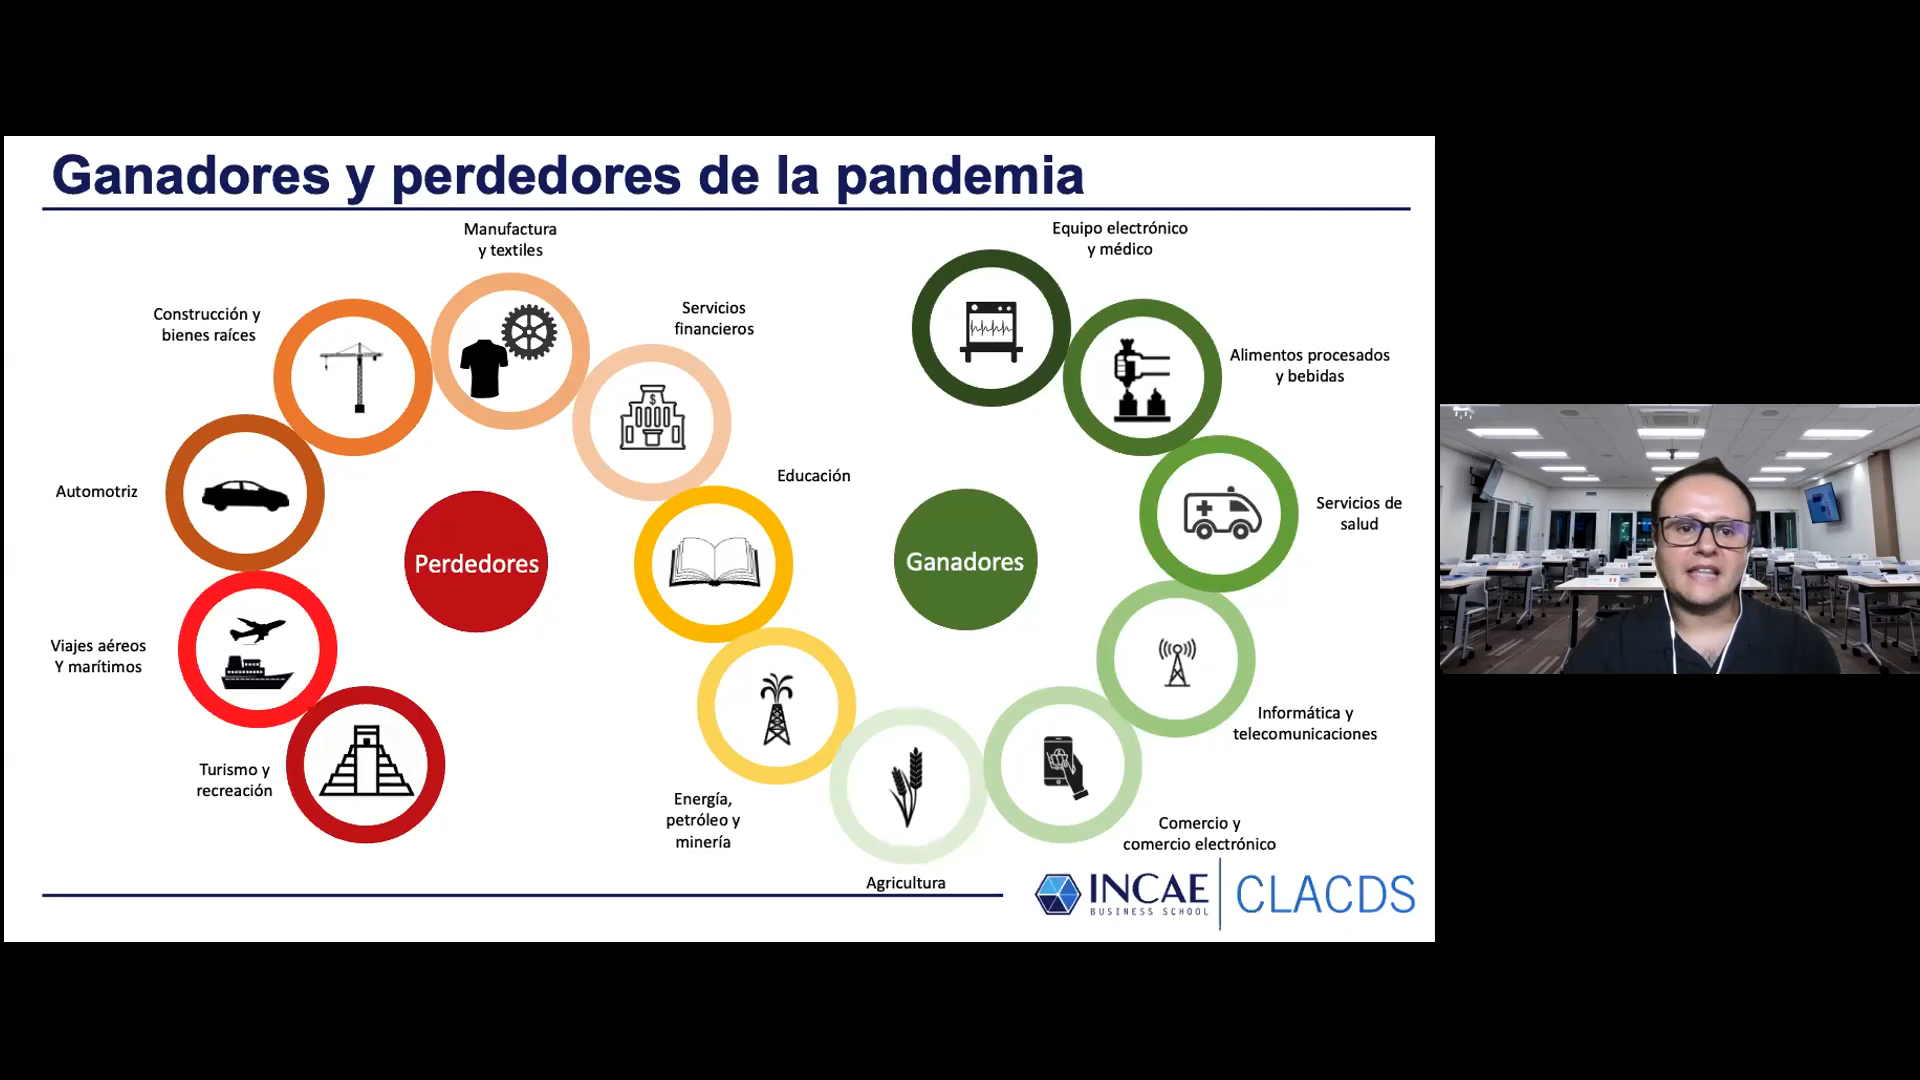 Ganadores y perdedores de la pandemia
Manufactura
y textiles
Construcción y
bienes raíces
Servicios
financieros
Automotriz
Educación
Perdedores
Viajes aéreos
Y marítimos
Turismo y
recreación
Energía,
petróleo y
minería
Equipo electrónico
y médico
Alimentos procesados
y bebidas
Ganadores
Servicios de
salud
Informática y
telecomunicaciones
Comercio y
comercio electrónico
Agricultura
INCAE
BUSINESS SCHOOL
CLACDS